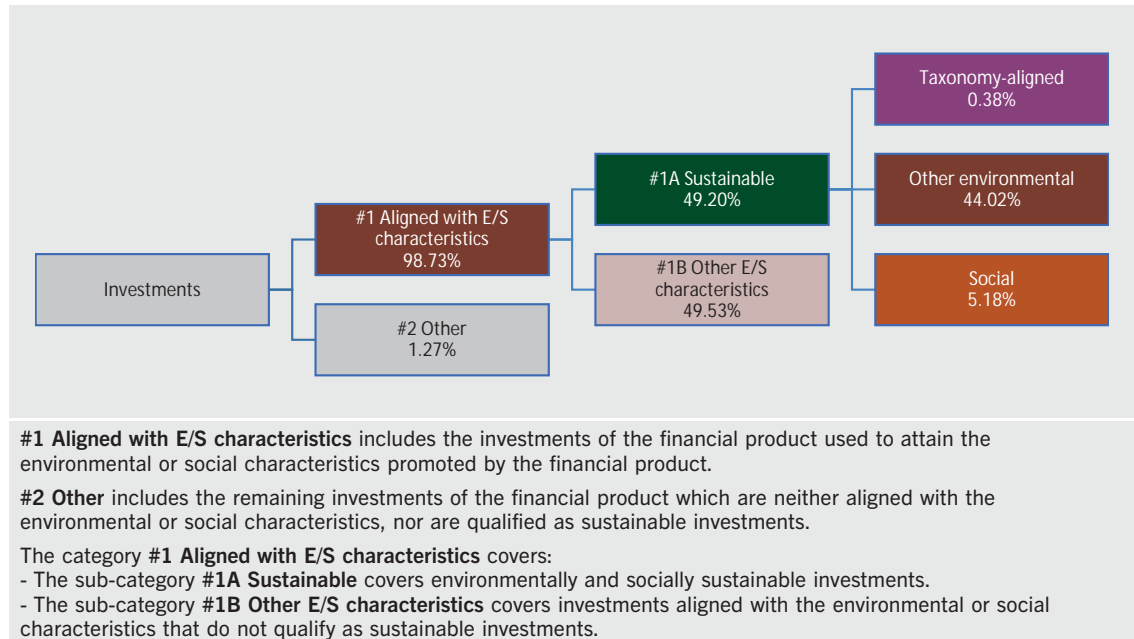 Investments
#1 Aligned with E/S
characteristics
98.73%
#2 Other
1.27%
#1A Sustainable
49.20%
#1B Other E/S
characteristics
49.53%
Taxonomy-aligned
0.38%
Other environmental
44.02%
Social
5.18%
#1 Aligned with E/S characteristics includes the investments of the financial product used to attain the
environmental or social characteristics promoted by the financial product.
#2 Other includes the remaining investments of the financial product which are neither aligned with the
environmental or social characteristics, nor are qualified as sustainable investments.
The category #1 Aligned with E/S characteristics covers:
- The sub-category #1A Sustainable covers environmentally and socially sustainable investments.
- The sub-category #1B Other E/S characteristics covers investments aligned with the environmental or social
characteristics that do not qualify as sustainable investments.